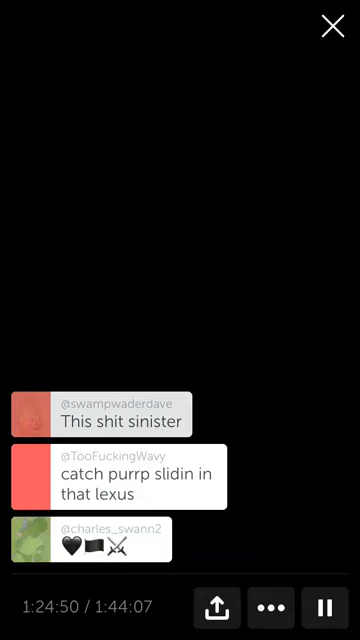 @swampwaderdave
This shit sinister
@TooFuckingWavy
catch purrp slidin in
that lexus
@charles_swann2
🖤🏴⚔
1:24:50 / 1:44:07